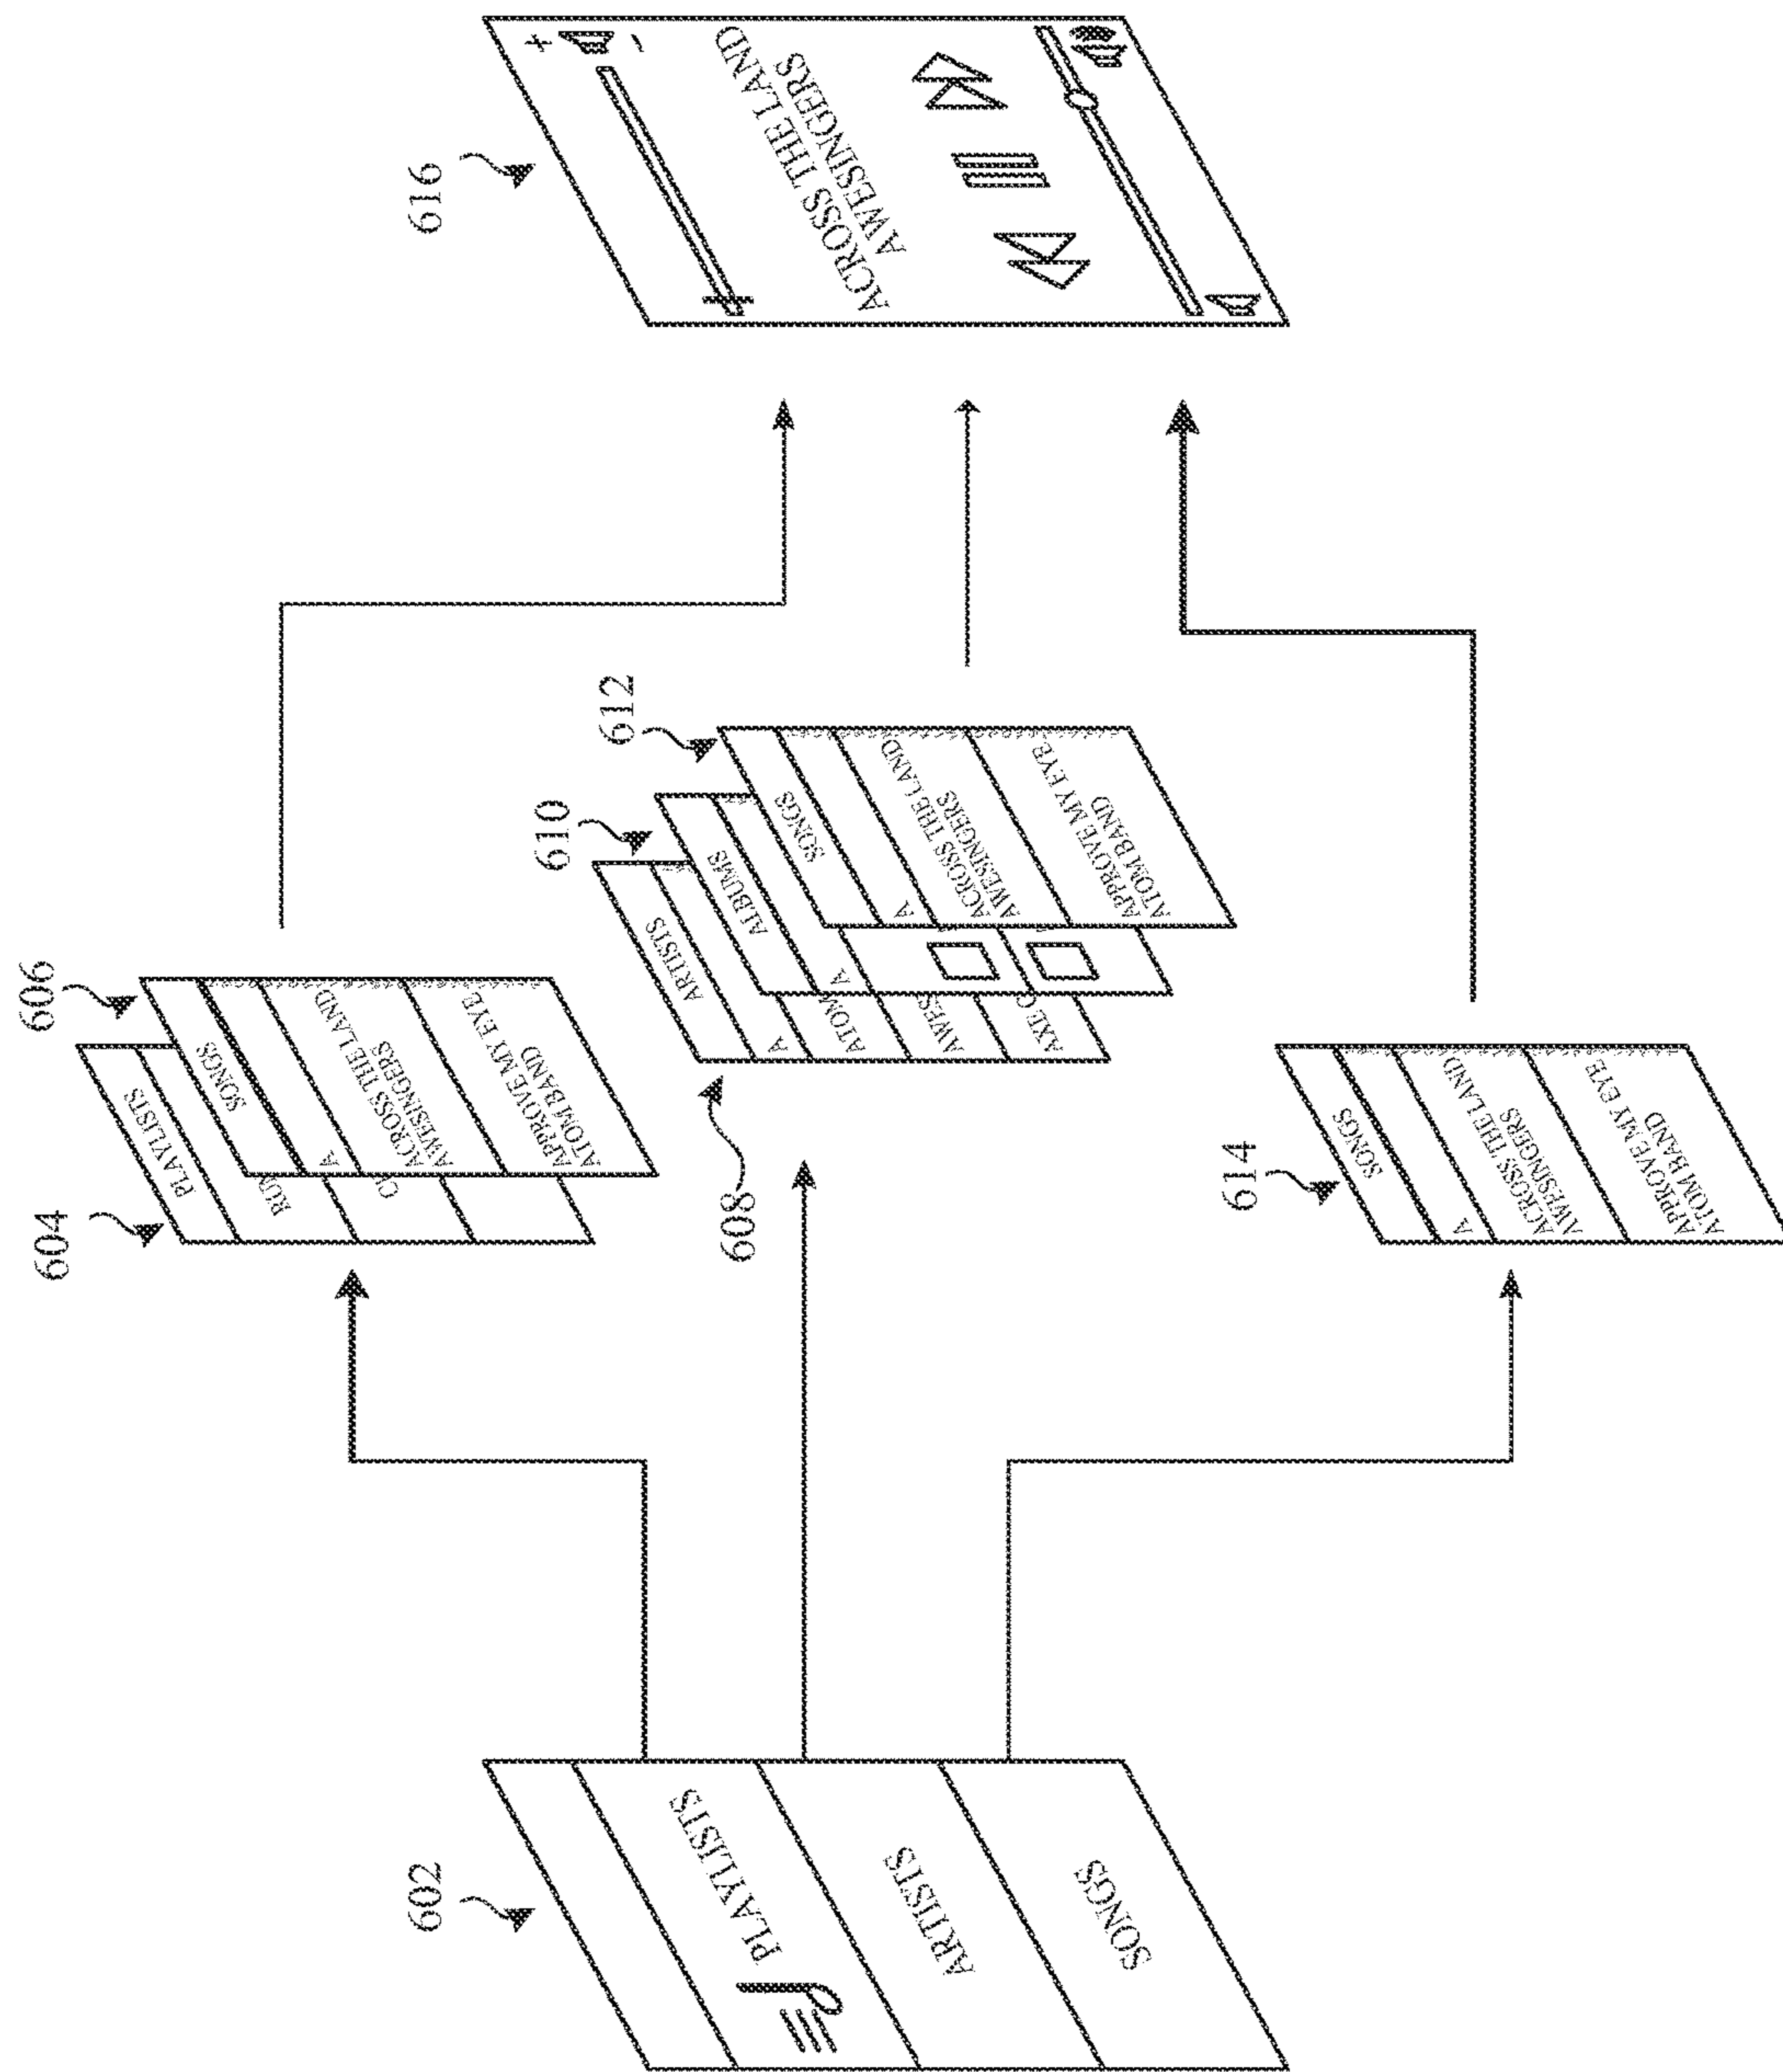 602
PLAYLISTS
ARTISTS
SONGS
604
PLAYLISTS
RUN
606
SONGS
A
ACROSS THE LAND
AWESINGERS
APPROVE MY EYE
ATOM BAND
608
ARTISTS
A
ATOM
AWES
610
ALBUMS
A
612
SONGS
A
ACROSS THE LAND
AWESINGERS
APPROVE MY EYE
ATOM BAND
614
SONGS
A
ACROSS THE LAND
AWESINGERS
APPROVE MY EYE
ATOM BAND
616
+
-
ACROSS THE LAND
AWESINGERS